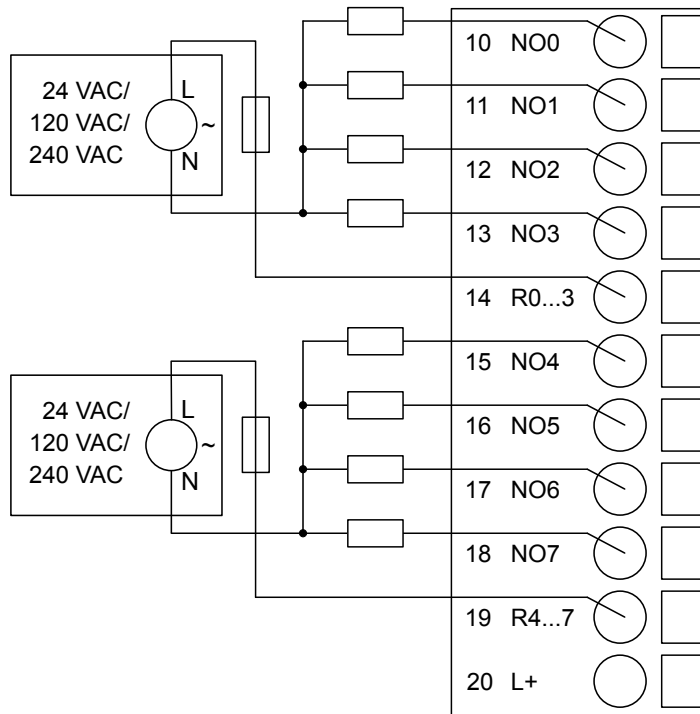 24 VAC/
120 VAC/
240 VAC
L
~
N
10 NO0
11 NO1
12 NO2
13 NO3
14 R0...3
24 VAC/
120 VAC/
240 VAC
L
~
N
15 NO4
16 NO5
17 NO6
18 NO7
19 R4...7
20 L+